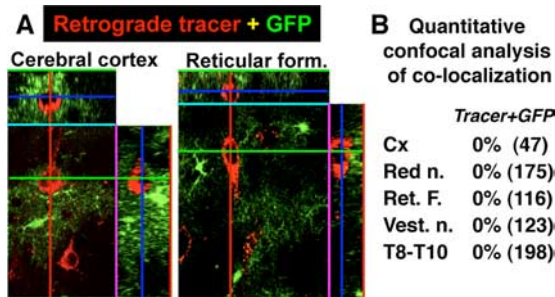 A
Retrograde tracer + GFP
Cerebral cortex
Reticular form.
B
Quantitative
confocal analysis
of co-localization
Tracer+GFP
Cx 0% (47)
Red n. 0% (175)
Ret. F. 0% (116)
Vest. n. 0% (123)
T8-T10 0% (198)